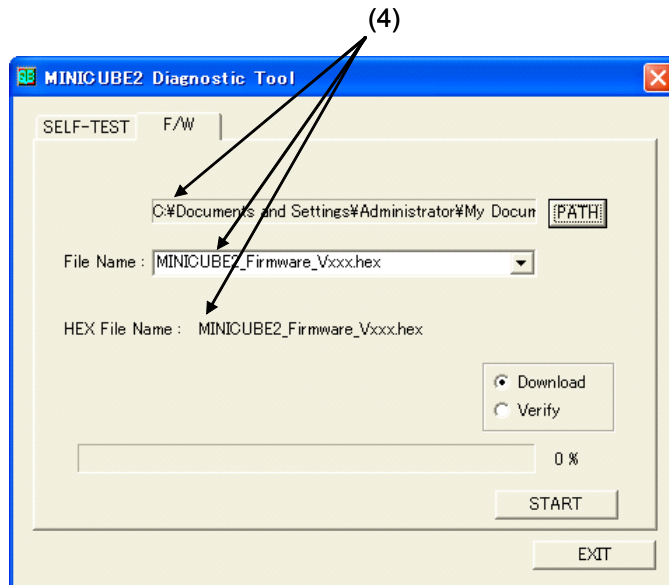 (4)
MINICUBE2 Diagnostic Tool
SELF-TEST F/W
C:¥Documents and Settings¥Administrator¥My Docum PATH
File Name : MINICUBE2_Firmware_Vxxx.hex
HEX File Name : MINICUBE2_Firmware_Vxxx.hex
Download
Verify
0 %
START
EXIT